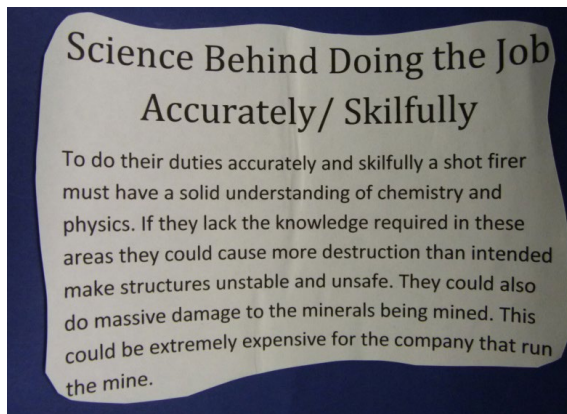 Science Behind Doing the Job
Accurately/ Skilfully
To do their duties accurately and skilfully a shot firer
must have a solid understanding of chemistry and
physics. If they lack the knowledge required in these
areas they could cause more destruction than intended
make structures unstable and unsafe. They could also
do massive damage to the minerals being mined. This
could be extremely expensive for the company that run
the mine.